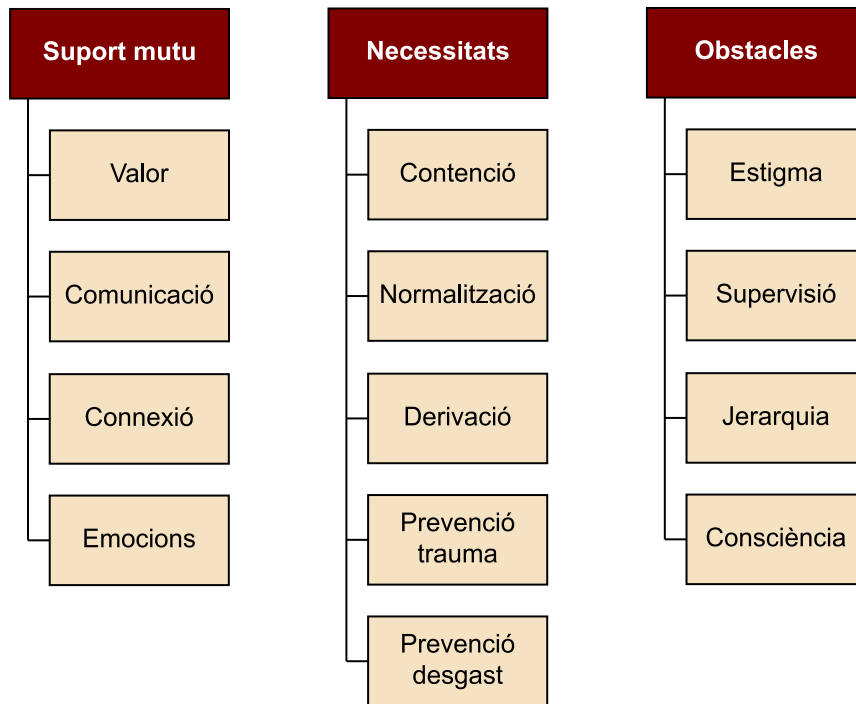 Suport mutu
Valor
Comunicació
Connexió
Emocions
Necessitats
Contenció
Normalització
Derivació
Prevenció
trauma
Prevenció
desgast
Obstacles
Estigma
Supervisió
Jerarquia
Consciència